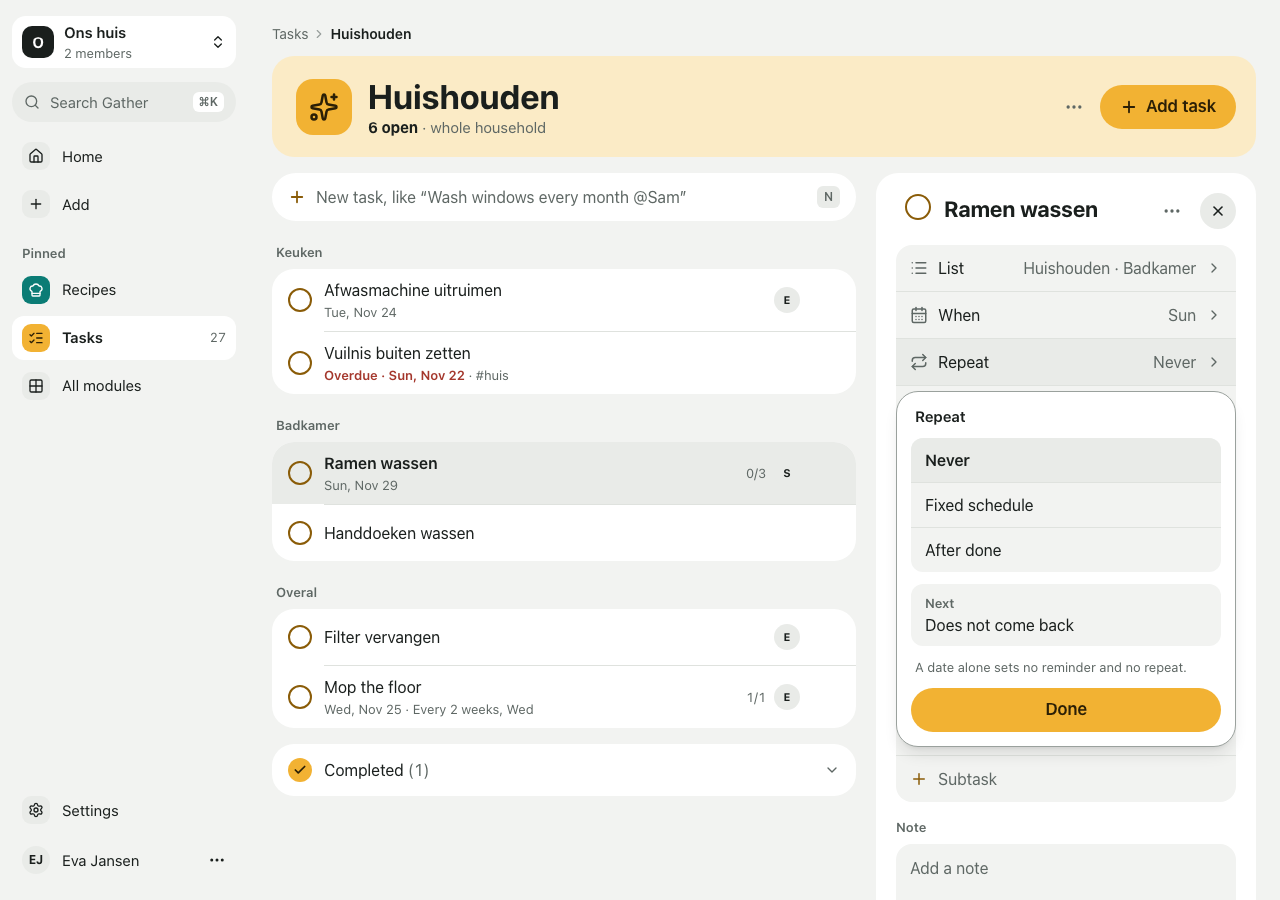 O
Ons huis
2 members
Search Gather
⌘K
Home
Add
Pinned
Recipes
Tasks
27
All modules
Settings
EJ
Eva Jansen
Tasks
Huishouden
Huishouden
6 open · whole household
Add task
New task, like “Wash windows every month @Sam”
N
Keuken
Afwasmachine uitruimen
Tue, Nov 24
E
Vuilnis buiten zetten
Overdue · Sun, Nov 22 · #huis
Badkamer
Ramen wassen
Sun, Nov 29
0/3
S
Handdoeken wassen
Overal
Filter vervangen
E
Mop the floor
Wed, Nov 25 · Every 2 weeks, Wed
1/1
E
Completed (1)
Ramen wassen
List
Huishouden · Badkamer
When
Sun
Repeat
Never
Repeat
Never
Fixed schedule
After done
Next
Does not come back
A date alone sets no reminder and no repeat.
Done
Subtask
Note
Add a note